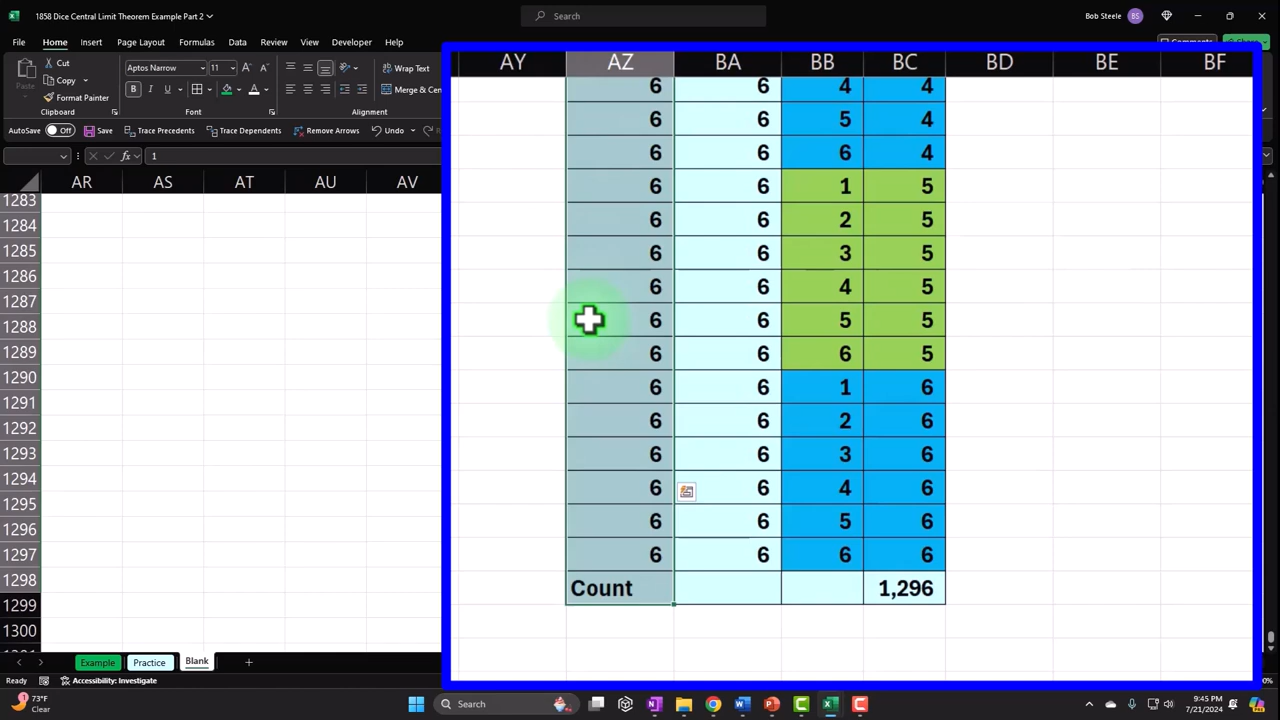 1858 Dice Central Limit Theorem Example Part 2
Search
Bob Steele BS
File Home Insert Page Layout Formulas Data Review View Developer
Cut
Copy
Format Painter
Paste
Clipboard
Aptos Narrow
B I U
Font
Alignment
Wrap Text
Merge & Cen
Comments
AutoSave Off Save Trace Precedents Trace Dependents Remove Arrows Undo
fx 1
AR AS AT AU AV
AY AZ BA BB BC BD BE BF
1283
1284
1285
1286
1287
1288
1289
1290
1291
1292
1293
1294
1295
1296
1297
1298
1299
1300
6 6 4 4
6 6 5 4
6 6 6 4
6 6 1 5
6 6 2 5
6 6 3 5
6 6 4 5
6 6 5 5
6 6 6 5
6 6 1 6
6 6 2 6
6 6 3 6
6 6 4 6
6 6 5 6
6 6 6 6
Count 1,296
Example Practice Blank
Ready Accessibility: Investigate
73°F
Clear
Search
9:45 PM
7/21/2024